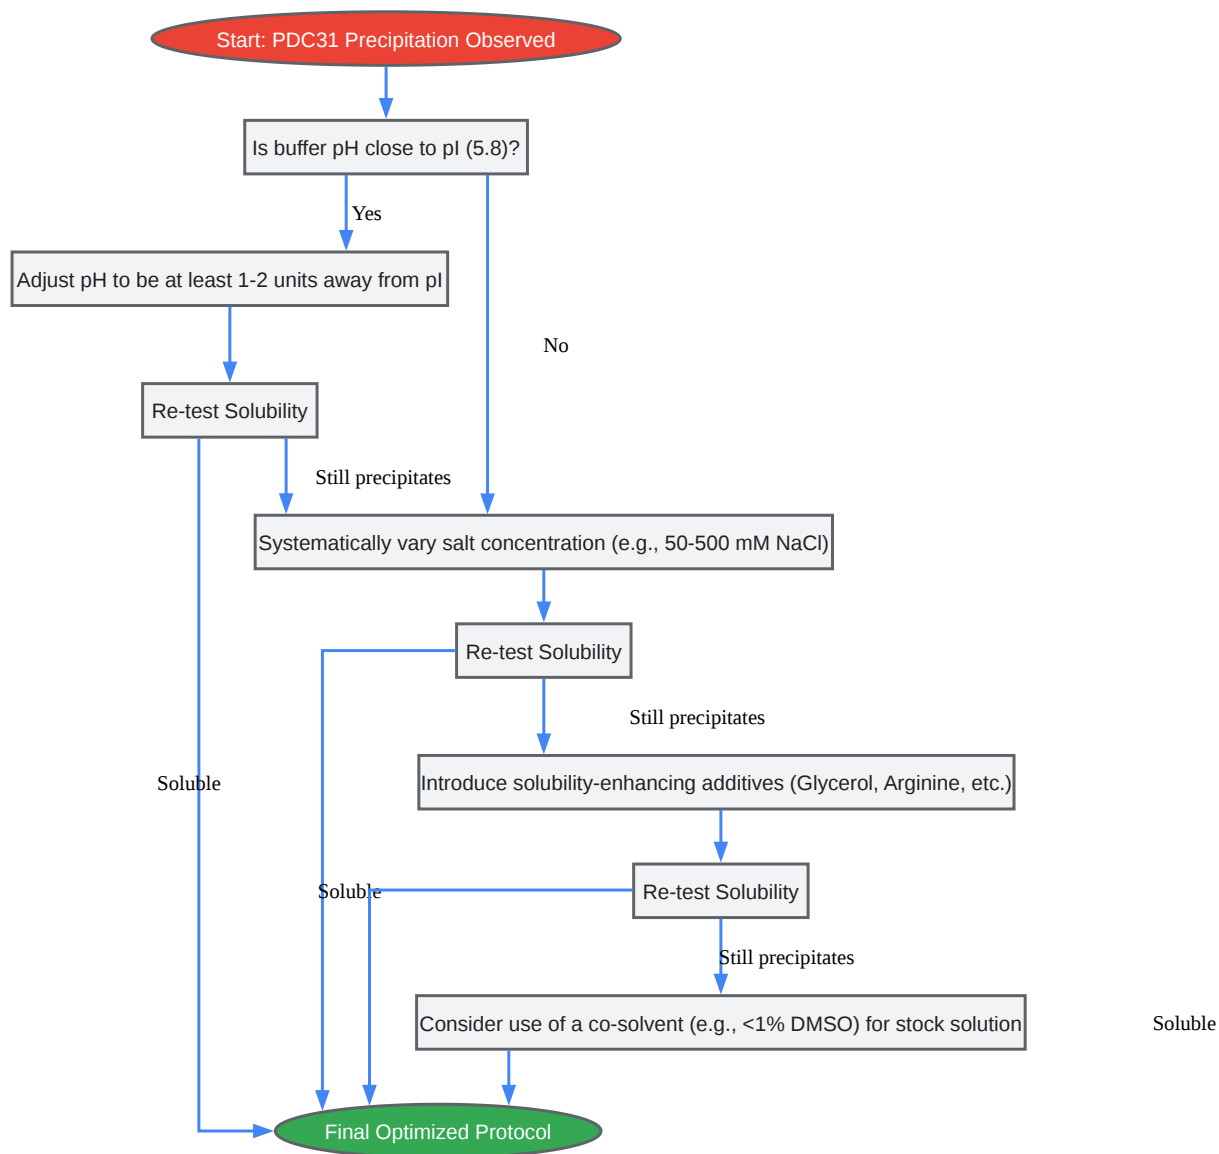 Start: PDC31 Precipitation Observed
Is buffer pH close to pI (5.8)?
Yes
Adjust pH to be at least 1-2 units away from pI
No
Re-test Solubility
Still precipitates
Systematically vary salt concentration (e.g., 50-500 mM NaCl)
Re-test Solubility
Still precipitates
Soluble
Introduce solubility-enhancing additives (Glycerol, Arginine, etc.)
Soluble
Re-test Solubility
Still precipitates
Consider use of a co-solvent (e.g., <1% DMSO) for stock solution
Soluble
Final Optimized Protocol